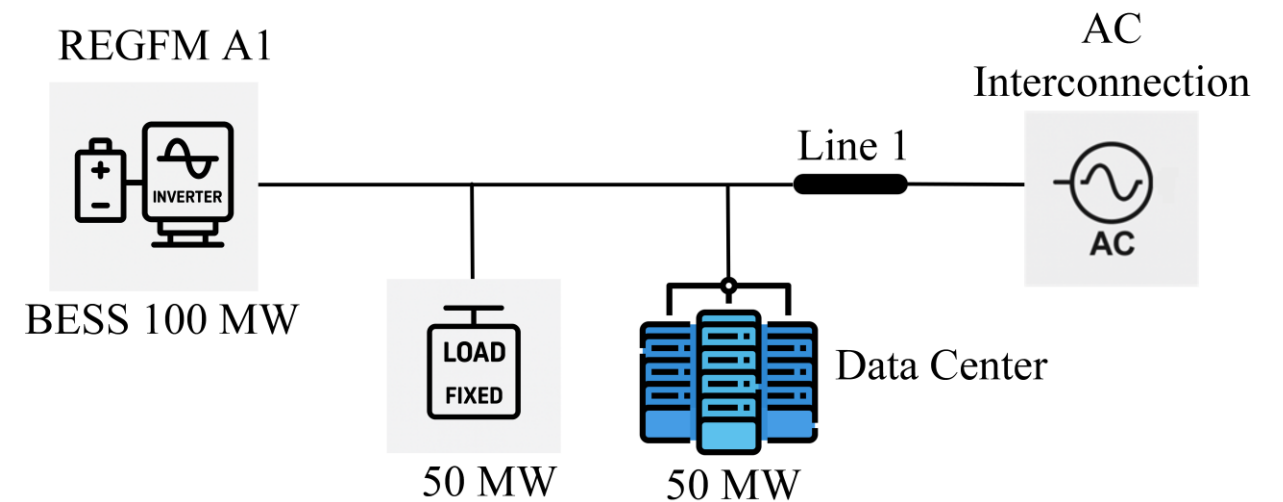 REGFM A1
AC
Interconnection
Line 1
+
-
INVERTER
AC
BESS 100 MW
LOAD
FIXED
Data Center
50 MW
50 MW